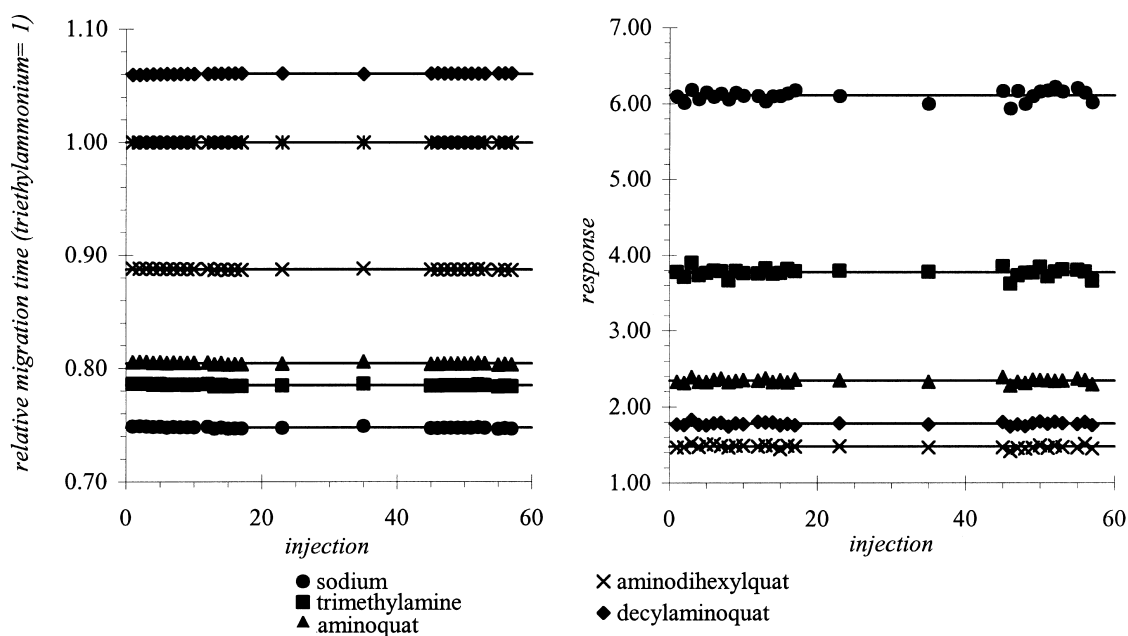 relative migration time (triethylammonium= 1)
1.10
1.00
0.90
0.80
0.70
0
20
40
60
injection
response
7.00
6.00
5.00
4.00
3.00
2.00
1.00
0
20
40
60
injection
sodium
trimethylamine
aminoquat
aminodihexylquat
decylaminoquat